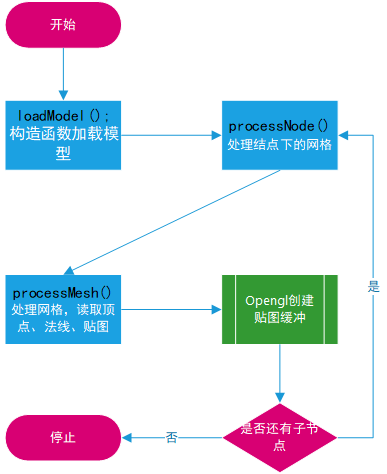 开始
loadModel():
构造函数加载模
型
processNode()
处理结点下的网格
processMesh()
处理网格，读取顶
点、法线、贴图
Opengl创建
贴图缓冲
是否还有子节
点
是
否
停止